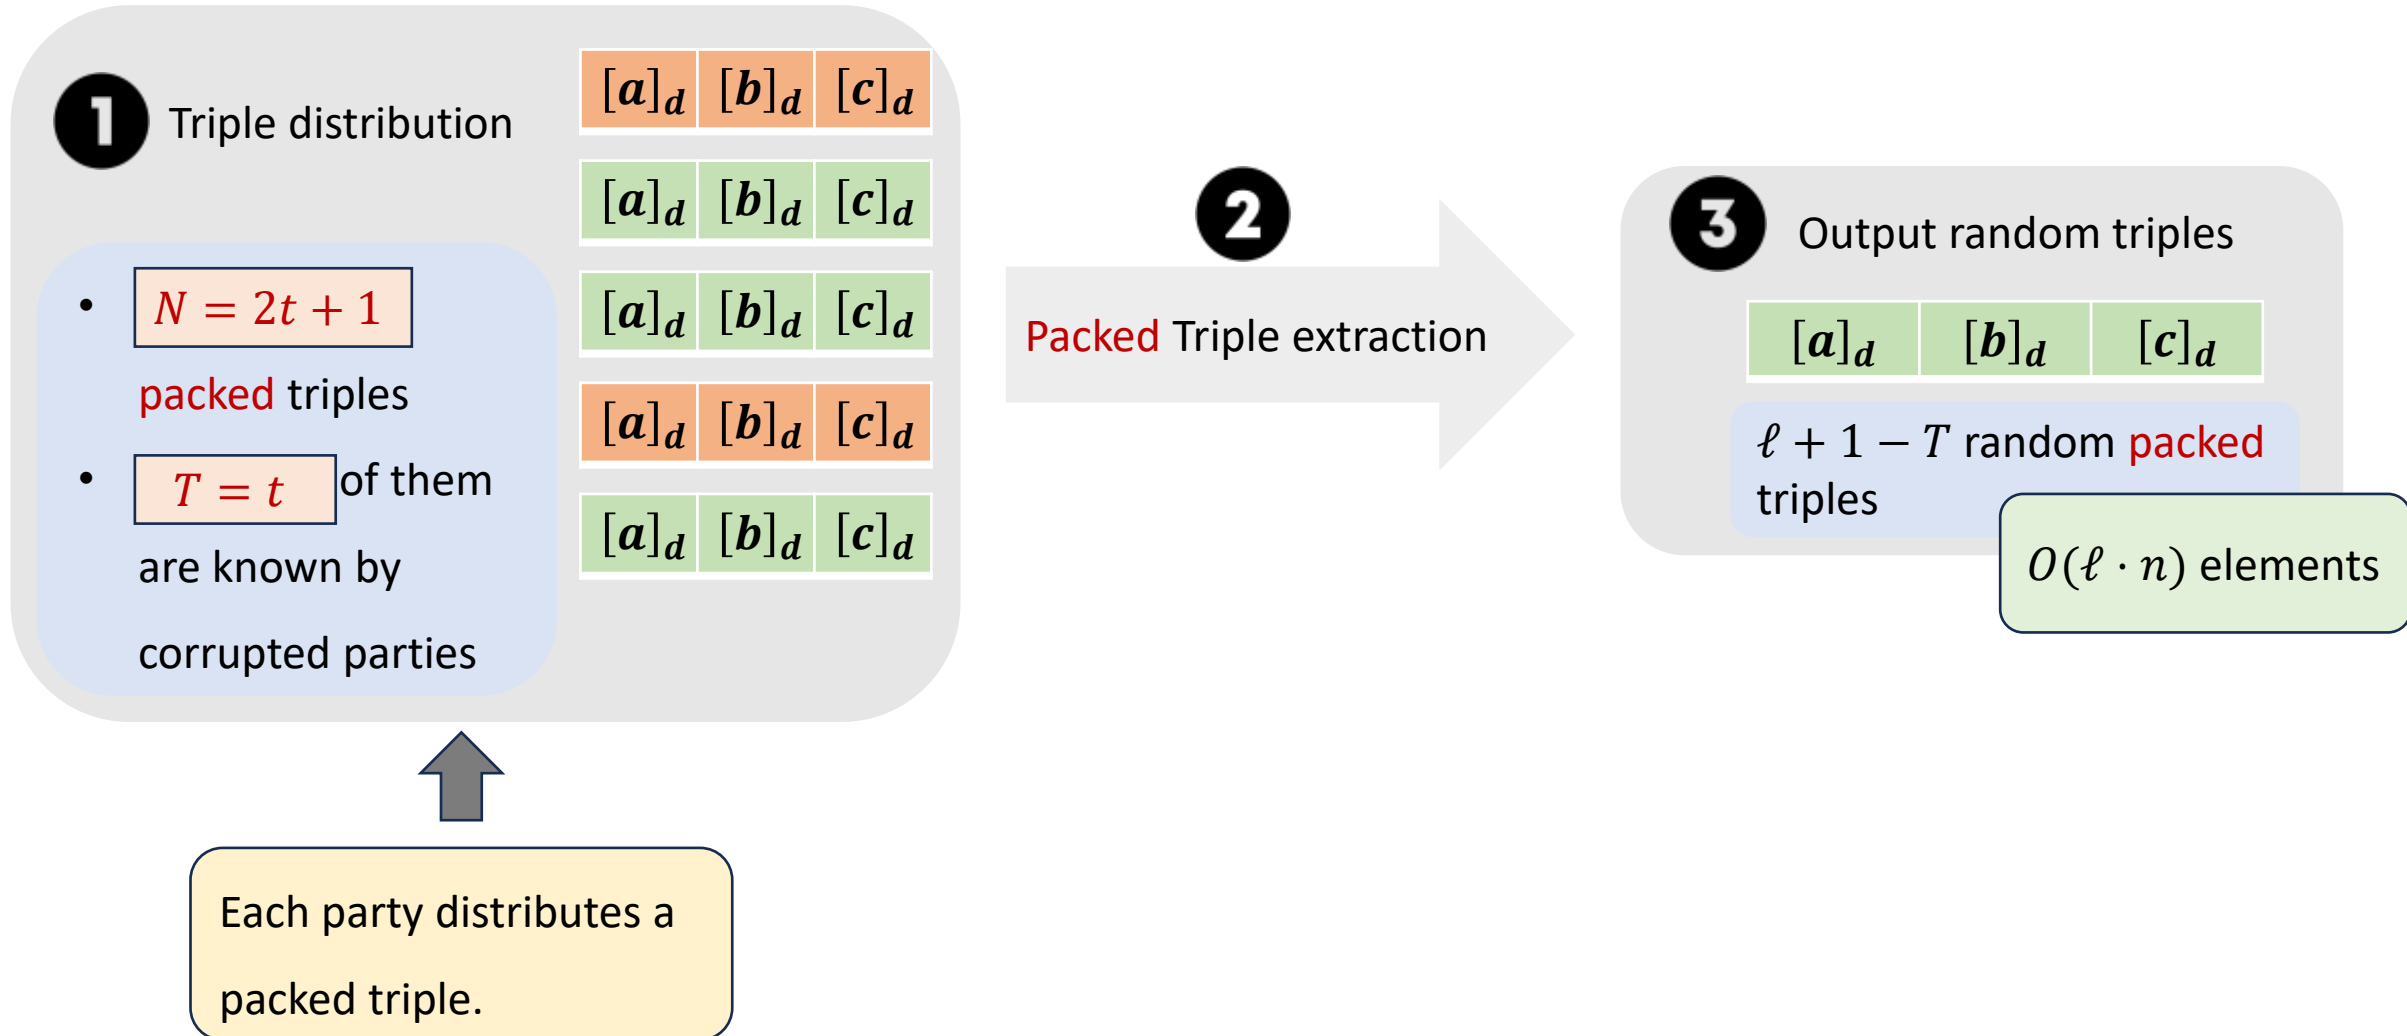 1 Triple distribution
• N = 2t + 1
packed triples
• T = t of them
are known by
corrupted parties
[a]_d [b]_d [c]_d
[a]_d [b]_d [c]_d
[a]_d [b]_d [c]_d
[a]_d [b]_d [c]_d
[a]_d [b]_d [c]_d
Each party distributes a
packed triple.
2
Packed Triple extraction
3 Output random triples
[a]_d [b]_d [c]_d
ℓ + 1 − T random packed
triples
O(ℓ · n) elements